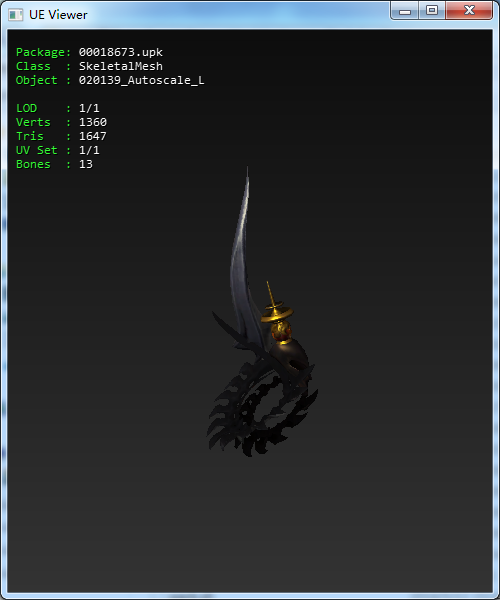 UE Viewer
Package: 00018673.upk
Class : SkeletalMesh
Object : 020139_Autoscale_L
LOD : 1/1
Verts : 1360
Tris : 1647
UV Set : 1/1
Bones : 13